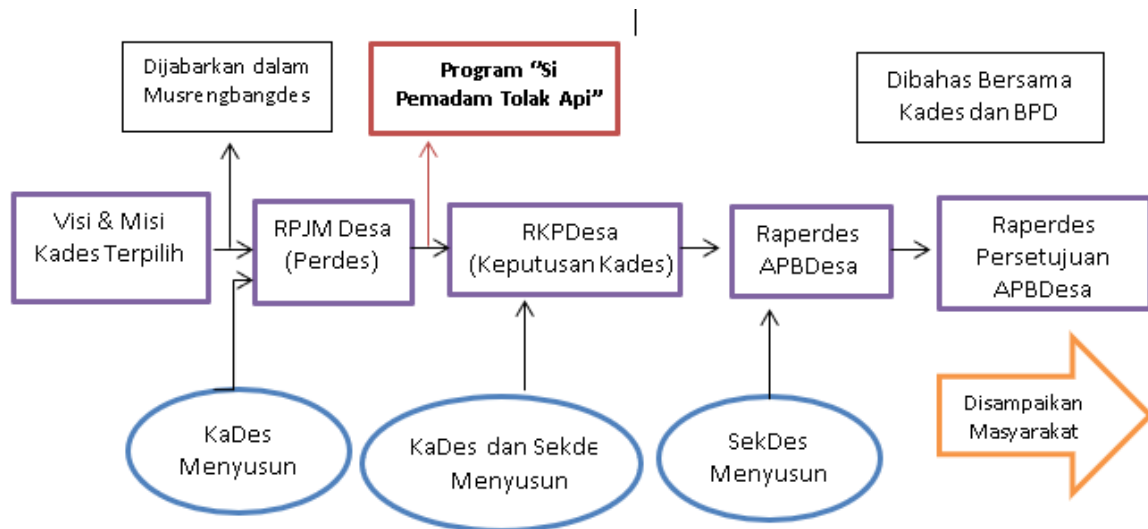 Dijabarkan dalam
Musrengbangdes
Program “Si
Pemadam Tolak Api”
Dibahas Bersama
Kades dan BPD
Visi & Misi
Kades Terpilih
RPJM Desa
(Perdes)
RKPDesa
(Keputusan Kades)
Raperdes
APBDesa
Raperdes
Persetujuan
APBDesa
KaDes
Menyusun
KaDes dan Sekde
Menyusun
SekDes
Menyusun
Disampaikan
Masyarakat